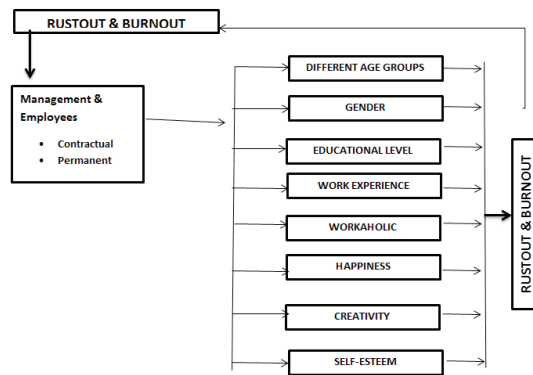 RUSTOUT & BURNOUT
Management &
Employees
• Contractual
• Permanent
DIFFERENT AGE GROUPS
GENDER
EDUCATIONAL LEVEL
WORK EXPERIENCE
WORKAHOLIC
HAPPINESS
CREATIVITY
SELF-ESTEEM
RUSTOUT & BURNOUT